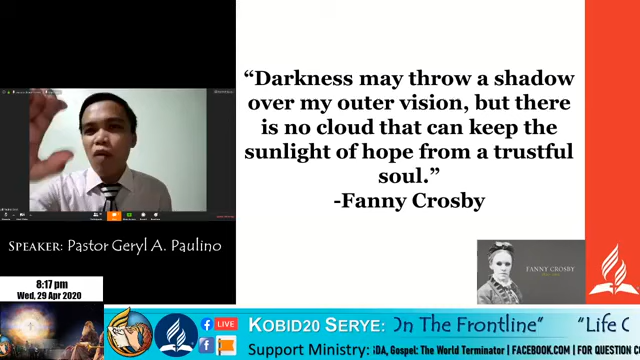 “Darkness may throw a shadow
over my outer vision, but there
is no cloud that can keep the
sunlight of hope from a trustful
soul.”
-Fanny Crosby
SPEAKER: Pastor Geryl A. Paulino
FANNY CROSBY
8:17 pm
Wed, 29 Apr 2020
LIVE
KOBID20 SERYE: On The Frontline” “Life
Support Ministry: SDA, Gospel: The World Terminator | FACEBOOK.COM | FOR QUESTION